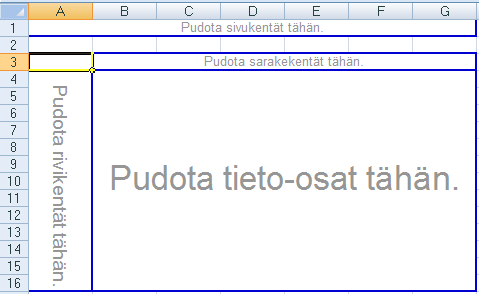 A B C D E F G
1 Pudota sivukentät tähän.
2
3 Pudota sarakekentät tähän.
4
5
6
7
8
9
10
11
12
13
14
15
16
Pudota rivikentät tähän.
Pudota tieto-osat tähän.